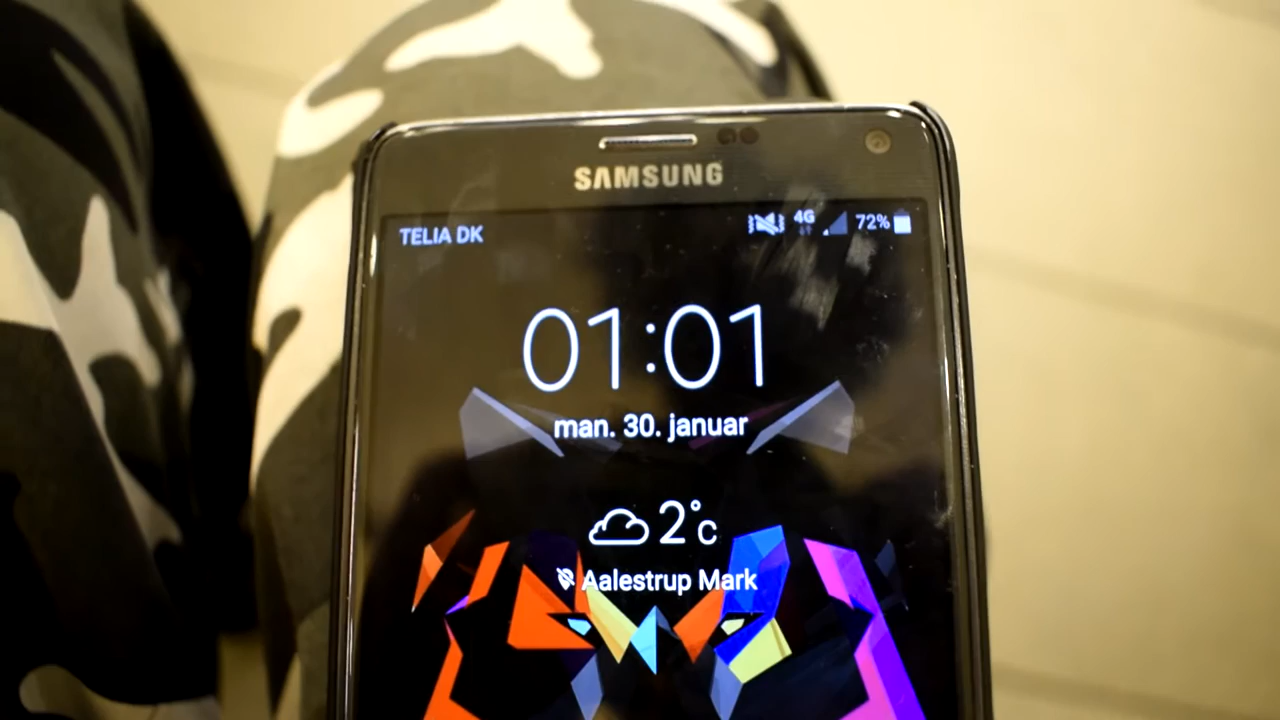 SAMSUNG
TELIA DK 4G 72%
01:01
man. 30. januar
2°C
Aalestrup Mark